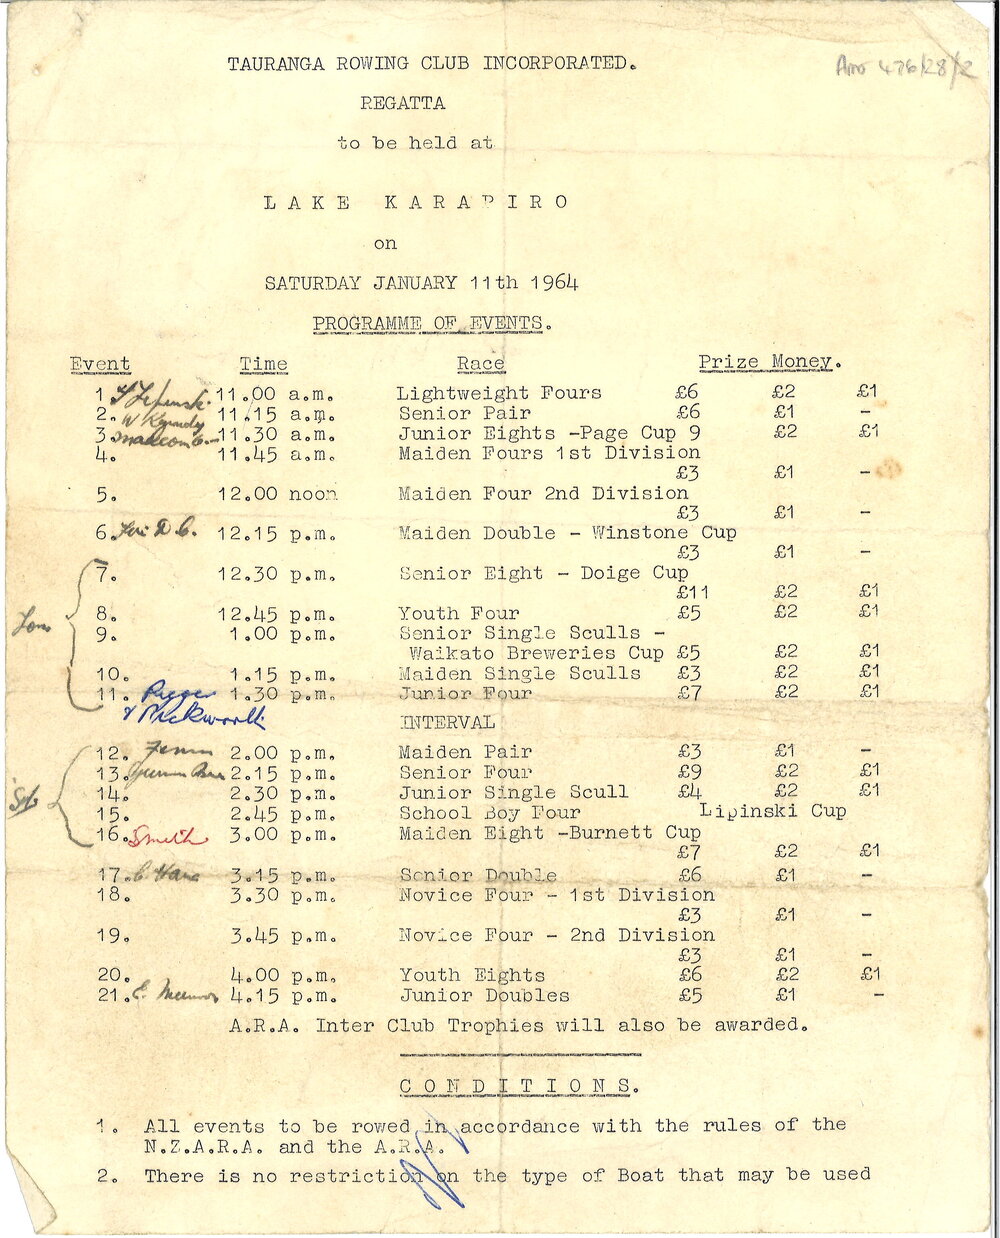 TAURANGA ROWING CLUB INCORPORATED.
REGATTA
to be held at
LAKE KARAPIRO
on
SATURDAY JANUARY 11th 1964
PROGRAMME OF EVENTS.
Event Time Race Prize Money.
1. Lipinski 11.00 a.m. Lightweight Fours £6 £2 £1
2. W Kennedy 11.15 a.m. Senior Pair £6 £1 -
3. 11.30 a.m. Junior Eights -Page Cup 9 £2 £1
4. 11.45 a.m. Maiden Fours 1st Division
£3 £1 -
5. 12.00 noon Maiden Four 2nd Division
£3 £1 -
6. 12.15 p.m. Maiden Double - Winstone Cup
£3 £1 -
7. 12.30 p.m. Senior Eight - Doige Cup
£11 £2 £1
8. 12.45 p.m. Youth Four £5 £2 £1
9. 1.00 p.m. Senior Single Sculls -
Waikato Breweries Cup £5 £2 £1
10. 1.15 p.m. Maiden Single Sculls £3 £2 £1
11. 1.30 p.m. Junior Four £7 £2 £1
INTERVAL
12. 2.00 p.m. Maiden Pair £3 £1 -
13. 2.15 p.m. Senior Four £9 £2 £1
14. 2.30 p.m. Junior Single Scull £4 £2 £1
15. 2.45 p.m. School Boy Four Lipinski Cup
16. Smith 3.00 p.m. Maiden Eight -Burnett Cup
£7 £2 £1
17. 3.15 p.m. Senior Double £6 £1 -
18. 3.30 p.m. Novice Four - 1st Division
£3 £1 -
19. 3.45 p.m. Novice Four - 2nd Division
£3 £1 -
20. 4.00 p.m. Youth Eights £6 £2 £1
21. 4.15 p.m. Junior Doubles £5 £1 -
A.R.A. Inter Club Trophies will also be awarded.
CONDITIONS.
1. All events to be rowed in accordance with the rules of the
N.Z.A.R.A. and the A.R.A.
2. There is no restriction on the type of Boat that may be used